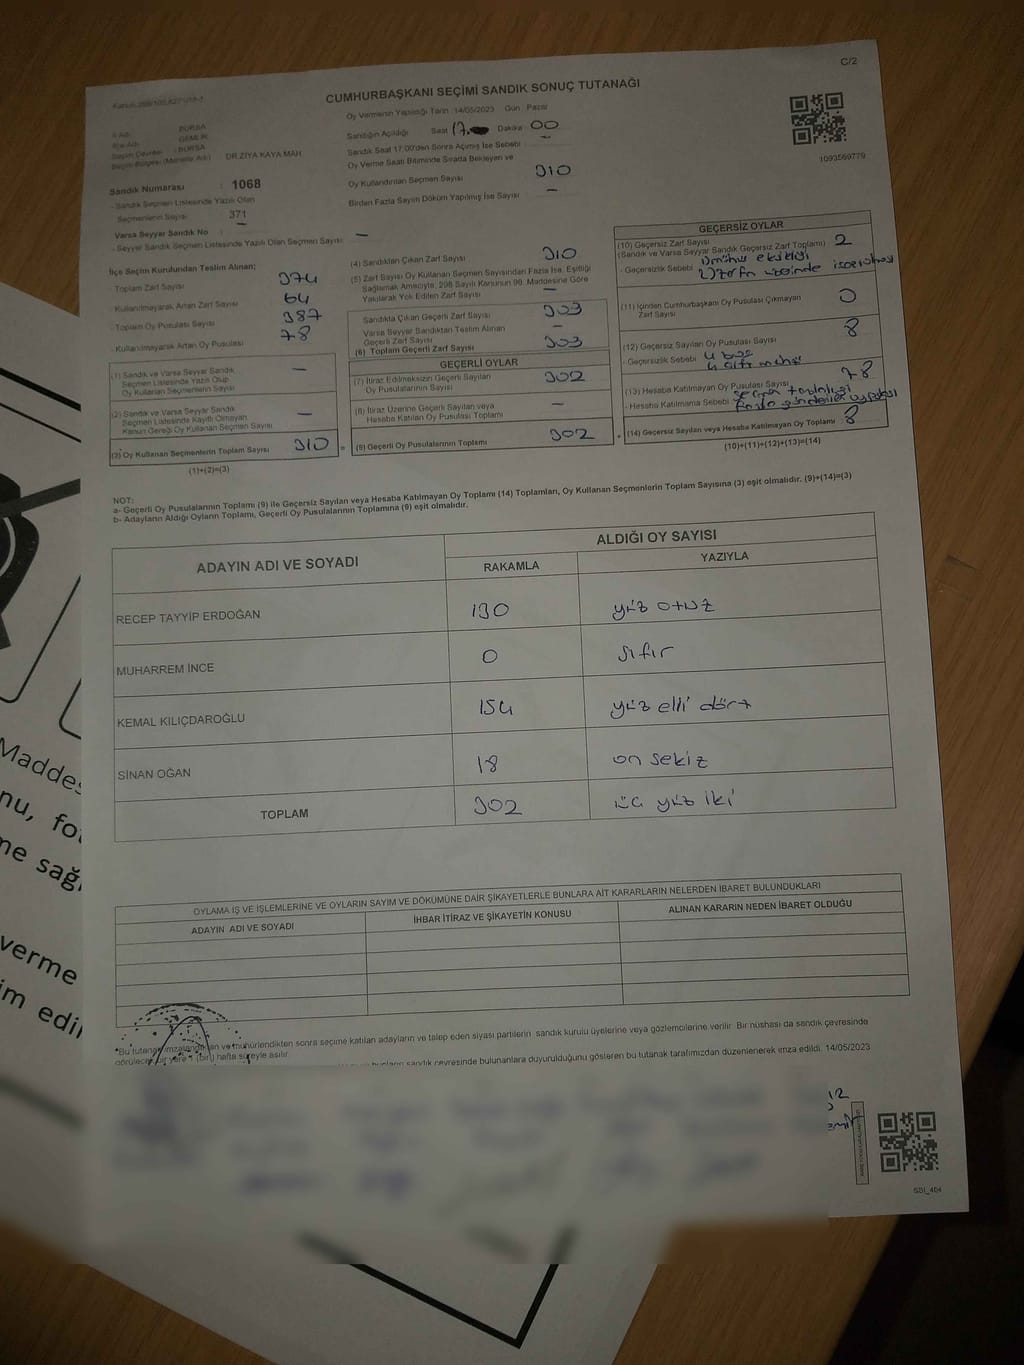 C/2
CUMHURBAŞKANI SEÇİMİ SANDIK SONUÇ TUTANAĞI
Oy Vermenin Yapıldığı Tarih :14/05/2023 Gün : Pazar
İl Adı : BURSA
İlçe Adı : GEMLİK
Seçim Çevresi : BURSA
Seçim Bölgesi (Mahalle Adı) : DR.ZİYA KAYA MAH
Sandığın Açıldığı Saat 17. Dakika 00
Sandık Saat 17:00'den Sonra Açılmış İse Sebebi –
Oy Verme Saati Bitiminde Sırada Bekleyen ve
Oy Kullandırılan Seçmen Sayısı 310
Birden Fazla Sayım Döküm Yapılmış İse Sayısı –
1093569779
Sandık Numarası : 1068
- Sandık Seçmen Listesinde Yazılı Olan
Seçmenlerin Sayısı : 371
Varsa Seyyar Sandık No : –
- Seyyar Sandık Seçmen Listesinde Yazılı Olan Seçmen Sayısı: –
İlçe Seçim Kurulundan Teslim Alınan;
- Toplam Zarf Sayısı 374
- Kullanılmayarak Artan Zarf Sayısı 64
- Toplam Oy Pusulası Sayısı 387
- Kullanılmayarak Artan Oy Pusulası 78
(1) Sandık ve Varsa Seyyar Sandık
Seçmen Listesinde Yazılı Olup
Oy Kullanan Seçmenlerin Sayısı –
(2) Sandık ve Varsa Seyyar Sandık
Seçmen Listesinde Kayıtlı Olmayan
Kanun Gereği Oy Kullanan Seçmen Sayısı –
(3) Oy Kullanan Seçmenlerin Toplam Sayısı 310 =
(1)+(2)=(3)
(4) Sandıktan Çıkan Zarf Sayısı 310
(5) Zarf Sayısı Oy Kullanan Seçmen Sayısından Fazla İse, Eşitliği
Sağlamak Amacıyla, 298 Sayılı Kanunun 98. Maddesine Göre
Yakılarak Yok Edilen Zarf Sayısı –
Sandıkta Çıkan Geçerli Zarf Sayısı 303
Varsa Seyyar Sandıktan Teslim Alınan
Geçerli Zarf Sayısı –
(6) Toplam Geçerli Zarf Sayısı 303
GEÇERLİ OYLAR
(7) İtiraz Edilmeksizin Geçerli Sayılan
Oy Pusulalarının Sayısı 302
(8) İtiraz Üzerine Geçerli Sayılan veya
Hesaba Katılan Oy Pusulası Toplamı –
(9) Geçerli Oy Pusulalarının Toplamı 302 +
GEÇERSİZ OYLAR
(10) Geçersiz Zarf Sayısı
(Sandık ve Varsa Seyyar Sandık Geçersiz Zarf Toplamı) 2
- Geçersizlik Sebebi 1) mühür eksikliği
2) zarfın üzerinde
(11) İçinden Cumhurbaşkanı Oy Pusulası Çıkmayan
Zarf Sayısı 0
(12) Geçersiz Sayılan Oy Pusulası Sayısı 8
- Geçersizlik Sebebi 4 boş
4 çift
(13) Hesaba Katılmayan Oy Pusulası Sayısı 78
- Hesaba Katılmama Sebebi
fazla gönderilen
(14) Geçersiz Sayılan veya Hesaba Katılmayan Oy Toplamı 8
(10)+(11)+(12)+(13)=(14)
NOT:
a- Geçerli Oy Pusulalarının Toplamı (9) ile Geçersiz Sayılan veya Hesaba Katılmayan Oy Toplamı (14) Toplamları, Oy Kullanan Seçmenlerin Toplam Sayısına (3) eşit olmalıdır. (9)+(14)=(3)
b- Adayların Aldığı Oyların Toplamı, Geçerli Oy Pusulalarının Toplamına (9) eşit olmalıdır.
ADAYIN ADI VE SOYADI ALDIĞI OY SAYISI
RAKAMLA YAZIYLA
RECEP TAYYİP ERDOĞAN 130 yüz otuz
MUHARREM İNCE 0 sıfır
KEMAL KILIÇDAROĞLU 154 yüz elli dört
SİNAN OĞAN 18 on sekiz
TOPLAM 302 üç yüz iki
OYLAMA İŞ VE İŞLEMLERİNE VE OYLARIN SAYIM VE DÖKÜMÜNE DAİR ŞİKAYETLERLE BUNLARA AİT KARARLARIN NELERDEN İBARET BULUNDUKLARI
ADAYIN ADI VE SOYADI İHBAR İTİRAZ VE ŞİKAYETİN KONUSU ALINAN KARARIN NEDEN İBARET OLDUĞU
*Bu tutanak imzalandıktan ve mühürlendikten sonra seçime katılan adayların ve talep eden siyasi partilerin sandık kurulu üyelerine veya gözlemcilerine verilir. Bir nüshası da sandık çevresinde
görülecek bir yere 1 (bir) hafta süreyle asılır.
bunların sandık çevresinde bulunanlara duyurulduğunu gösteren bu tutanak tarafımızdan düzenlenerek imza edildi. 14/05/2023
SBİ_404
Maddes
nu, fo
me sağl
verme
im edil